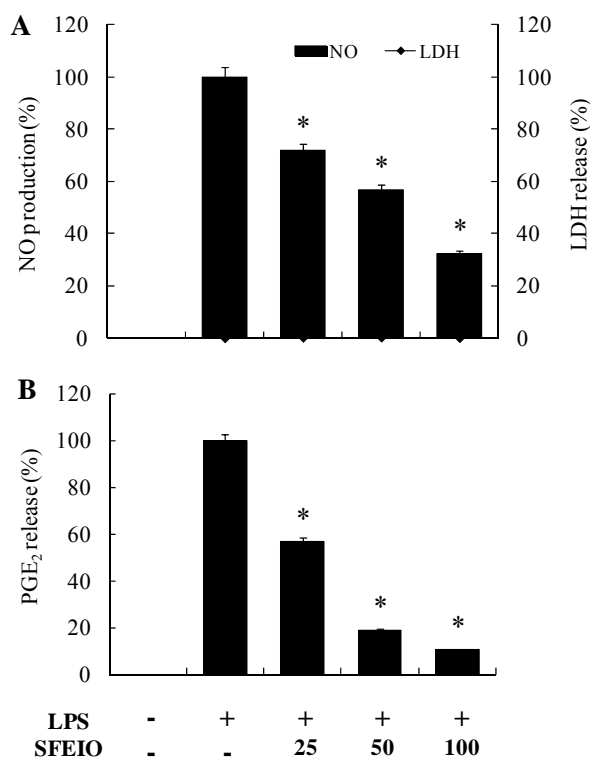 A
120 120
NO LDH
100 100
80 80
60 60
40 40
20 20
0 0
NO production (%)
LDH release (%)
* * *
B
120
100
80
60
40
20
0
PGE₂ release (%)
* * *
LPS - + + + +
SFEIO - - 25 50 100